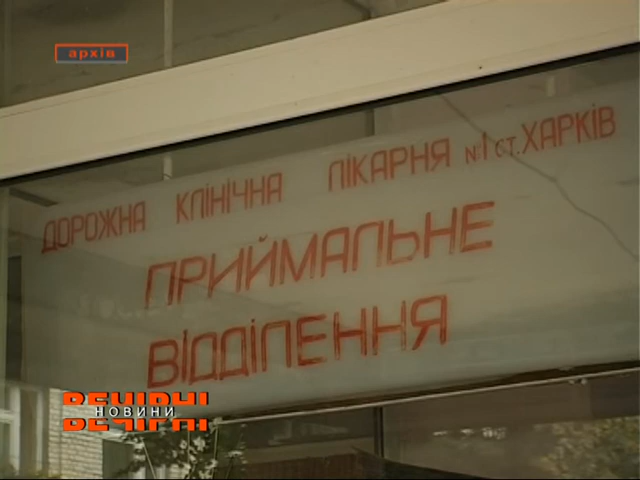 архів
ДОРОЖНА КЛІНІЧНА ЛІКАРНЯ №1 СТ. ХАРКІВ
ПРИЙМАЛЬНЕ
ВІДДІЛЕННЯ
ВЕЧІРНІ
НОВИНИ